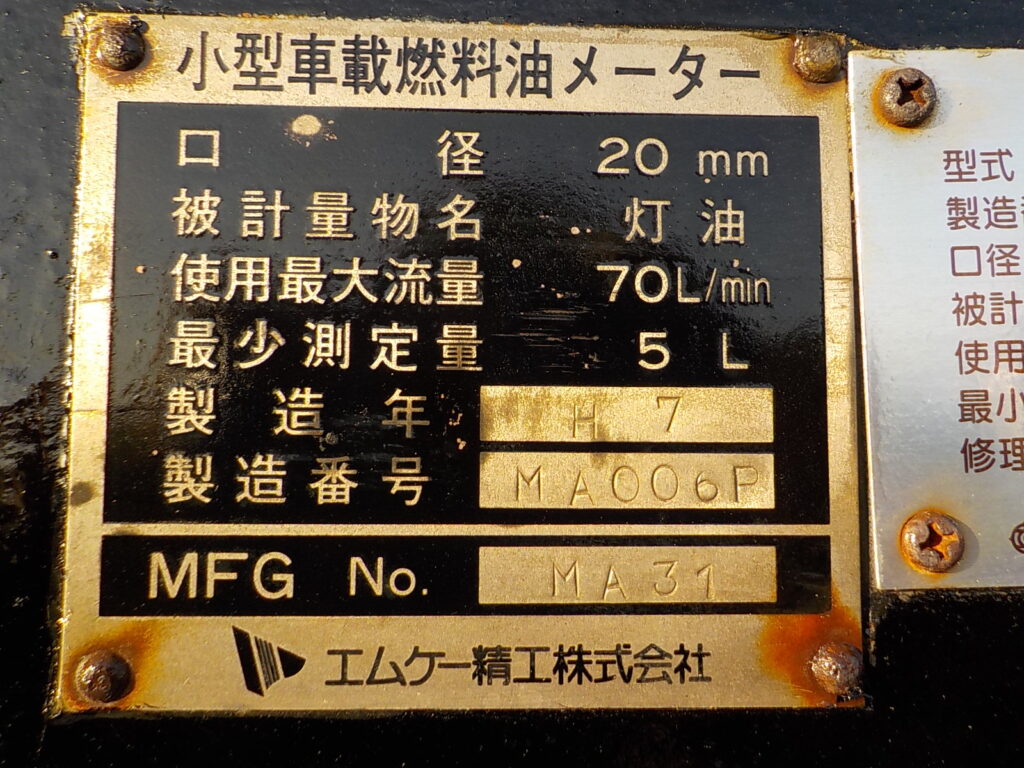 小型車載燃料油メーター
口径 20 mm
被計量物名 灯油
使用最大流量 70L/min
最少測定量 5 L
製造年 H 7
製造番号 MA006P
MFG No. MA31
エムケー精工株式会社
型式
製造
口径
被計
使用
最小
修理